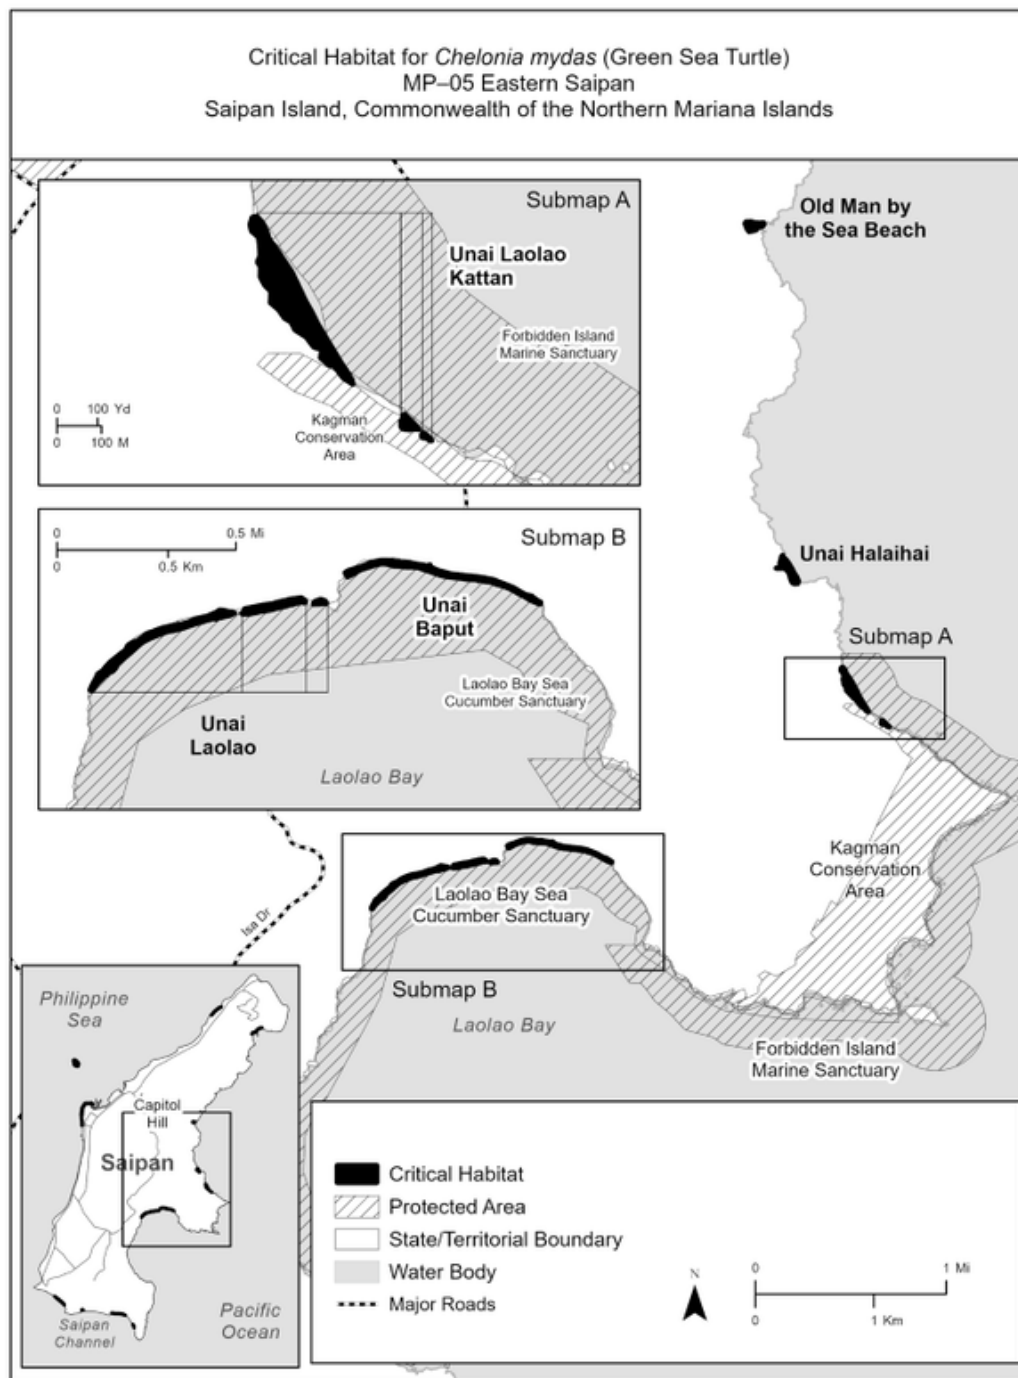 Critical Habitat for Chelonia mydas (Green Sea Turtle)
MP–05 Eastern Saipan
Saipan Island, Commonwealth of the Northern Mariana Islands
Submap A
Unai Laolao
Kattan
Forbidden Island
Marine Sanctuary
Kagman
Conservation
Area
0 100 Yd
0 100 M
Old Man by
the Sea Beach
Unai Halaihai
Submap A
Submap B
0 0.5 Mi
0 0.5 Km
Unai
Baput
Laolao Bay Sea
Cucumber Sanctuary
Unai
Laolao
Laolao Bay
Kagman
Conservation
Area
Laolao Bay Sea
Cucumber Sanctuary
Isa Dr
Submap B
Laolao Bay
Forbidden Island
Marine Sanctuary
Philippine
Sea
Capitol
Hill
Saipan
Pacific
Ocean
Saipan
Channel
Critical Habitat
Protected Area
State/Territorial Boundary
Water Body
Major Roads
N
0 1 Mi
0 1 Km